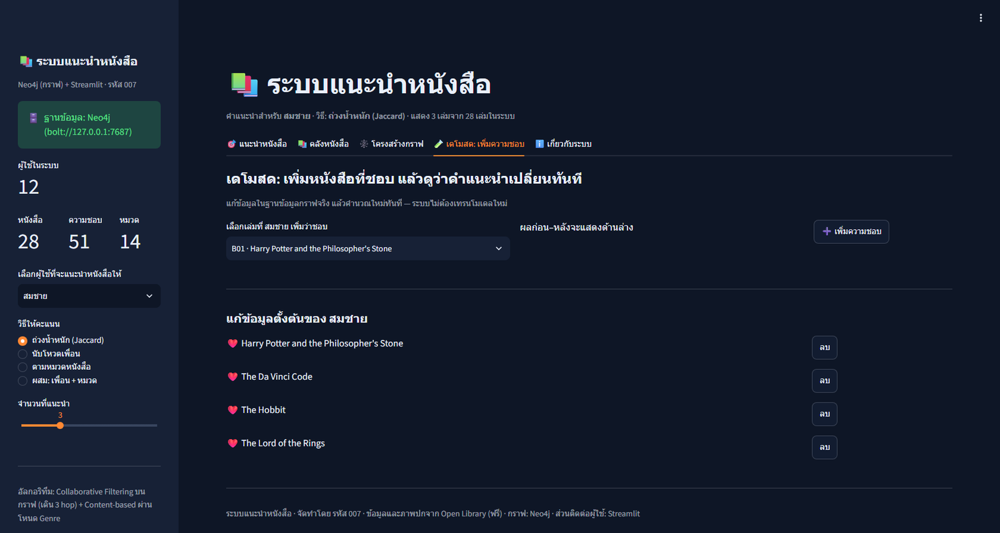 ระบบแนะนำหนังสือ
Neo4j (กราฟ) + Streamlit · รหัส 007
ฐานข้อมูล: Neo4j
(bolt://127.0.0.1:7687)
ผู้ใช้ในระบบ
12
หนังสือ ความชอบ หมวด
28 51 14
เลือกผู้ใช้ที่จะแนะนำหนังสือให้
สมชาย
วิธีให้คะแนน
ถ่วงน้ำหนัก (Jaccard)
นับโหวตเพื่อน
ตามหมวดหนังสือ
ผสม: เพื่อน + หมวด
จำนวนที่แนะนำ
3
อัลกอริทึม: Collaborative Filtering บน
กราฟ (เดิน 3 hop) + Content-based ผ่าน
โหนด Genre
ระบบแนะนำหนังสือ
คำแนะนำสำหรับ สมชาย · วิธี: ถ่วงน้ำหนัก (Jaccard) · แสดง 3 เล่มจาก 28 เล่มในระบบ
แนะนำหนังสือ คลังหนังสือ โครงสร้างกราฟ เดโมสด: เพิ่มความชอบ เกี่ยวกับระบบ
เดโมสด: เพิ่มหนังสือที่ชอบ แล้วดูว่าคำแนะนำเปลี่ยนทันที
แก้ข้อมูลในฐานข้อมูลกราฟจริง แล้วคำนวณใหม่ทันที — ระบบไม่ต้องเทรนโมเดลใหม่
เลือกเล่มที่ สมชาย เพิ่มว่าชอบ
B01 · Harry Potter and the Philosopher's Stone
ผลก่อน–หลังจะแสดงด้านล่าง
เพิ่มความชอบ
แก้ข้อมูลตั้งต้นของ สมชาย
Harry Potter and the Philosopher's Stone ลบ
The Da Vinci Code ลบ
The Hobbit ลบ
The Lord of the Rings ลบ
ระบบแนะนำหนังสือ · จัดทำโดย รหัส 007 · ข้อมูลและภาพปกจาก Open Library (ฟรี) · กราฟ: Neo4j · ส่วนติดต่อผู้ใช้: Streamlit